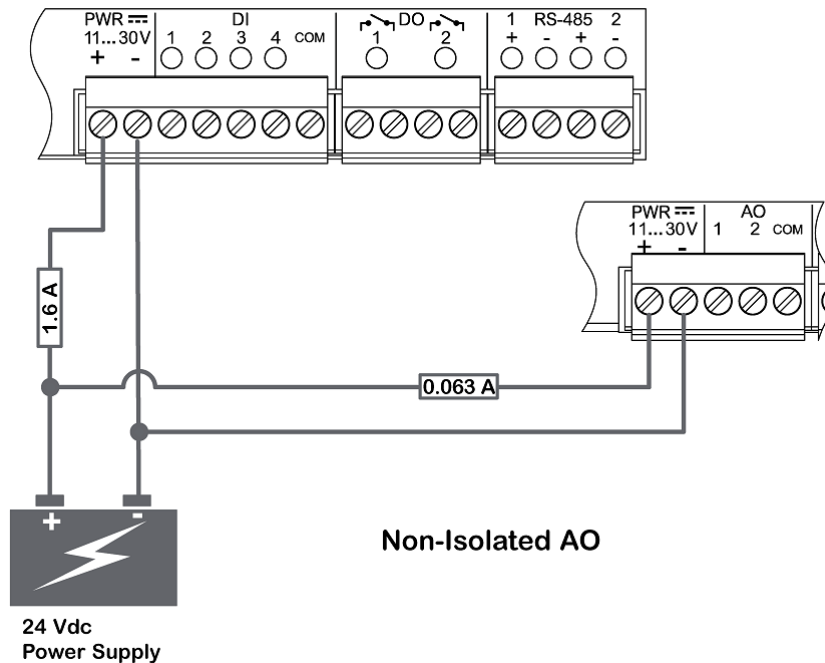 PWR DI DO 1 RS-485 2
11...30V 1 2 3 4 COM 1 2 + - + -
+ -
PWR AO
11...30V 1 2 COM
+ -
1.6 A
0.063 A
+ -
Non-Isolated AO
24 Vdc
Power Supply